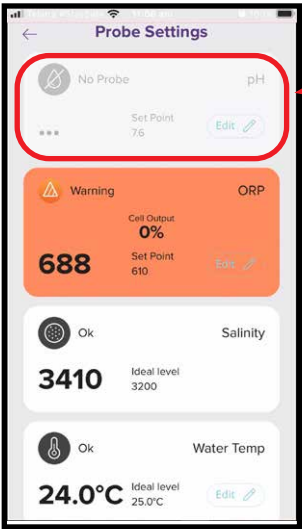 Probe Settings
No Probe
pH
Set Point
7.6
Edit
Warning
ORP
Cell Output
0%
688
Set Point
610
Edit
Ok
Salinity
3410
Ideal level
3200
Ok
Water Temp
24.0°C
Ideal level
25.0°C
Edit